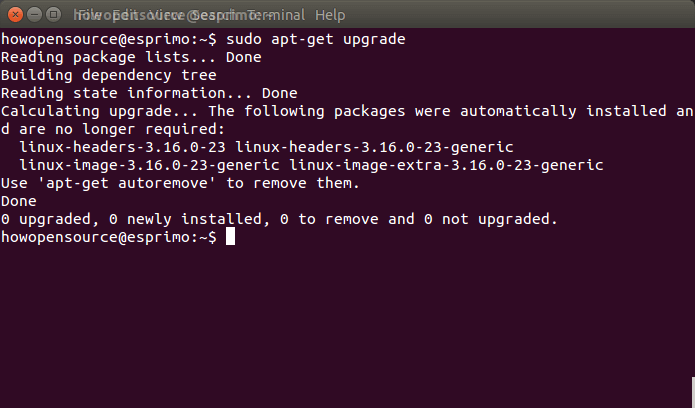 File Edit View Search Terminal Help
howopensource@esprimo:~$ sudo apt-get upgrade
Reading package lists... Done
Building dependency tree
Reading state information... Done
Calculating upgrade... The following packages were automatically installed an
d are no longer required:
  linux-headers-3.16.0-23 linux-headers-3.16.0-23-generic
  linux-image-3.16.0-23-generic linux-image-extra-3.16.0-23-generic
Use 'apt-get autoremove' to remove them.
Done
0 upgraded, 0 newly installed, 0 to remove and 0 not upgraded.
howopensource@esprimo:~$